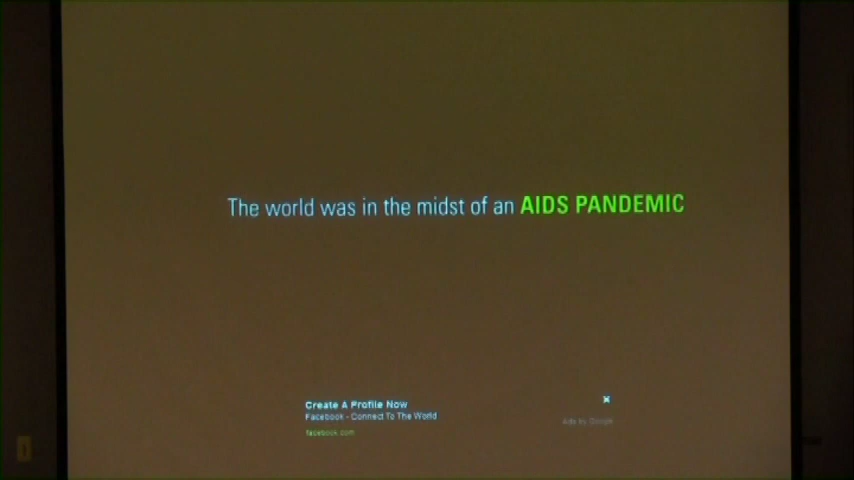 The world was in the midst of an AIDS PANDEMIC
Create A Profile Now
Facebook - Connect To The World
facebook.com
Ads by Google